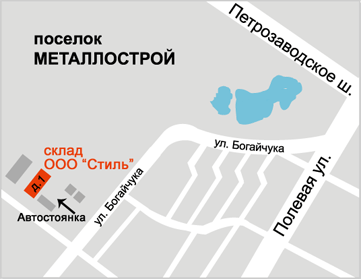 поселок
МЕТАЛЛОСТРОЙ
Петрозаводское ш.
ул. Богайчука
склад
ООО “Стиль”
д.1
Автостоянка
ул. Богайчука
Полевая ул.